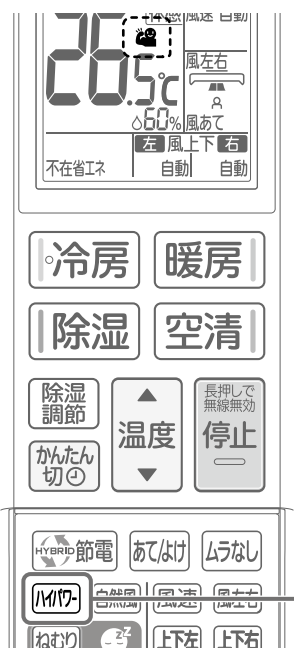 体感 風速 自動
26.5℃
風左右
60% 風あて
左 風上下 右
不在省エネ 自動 自動
冷房 暖房
除湿 空清
除湿
調節
温度
長押しで
無線無効
停止
かんたん
切
HYBRID 節電 あて/よけ ムラなし
ハイパワー 自然風 風速 風左右
ねむり 上下左 上下右